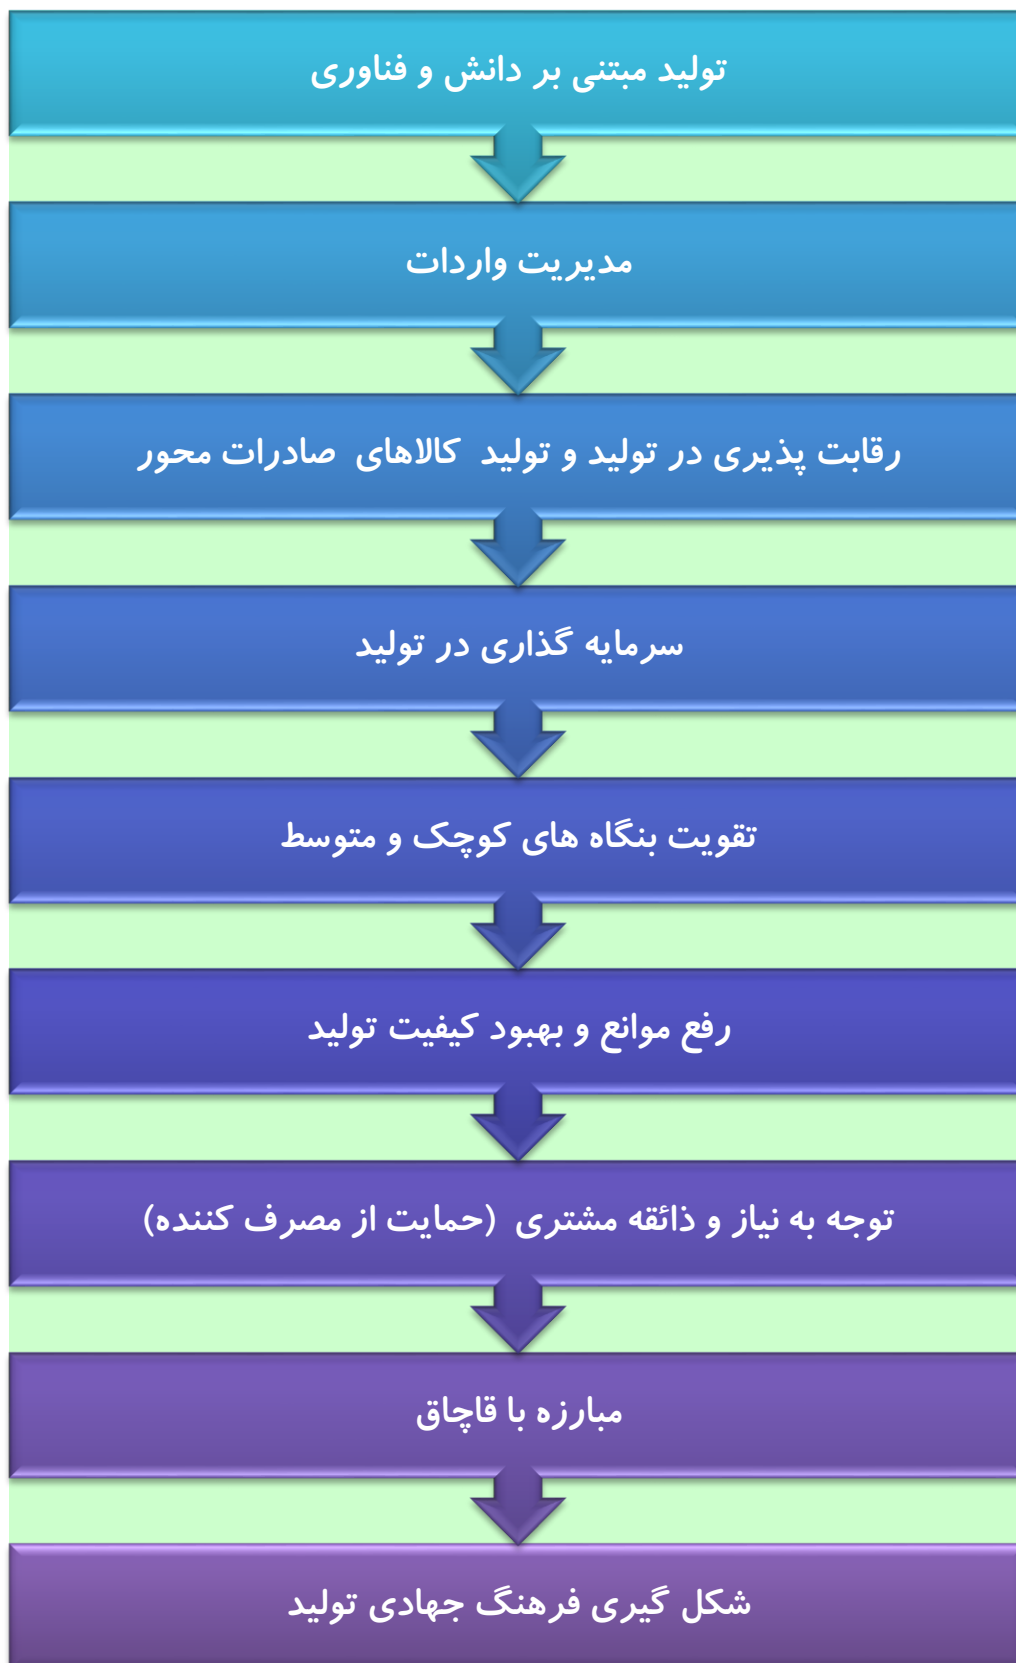 تولید مبتنی بر دانش و فناوری
مدیریت واردات
رقابت پذیری در تولید و تولید کالاهای صادرات محور
سرمایه گذاری در تولید
تقویت بنگاه های کوچک و متوسط
رفع موانع و بهبود کیفیت تولید
توجه به نیاز و ذائقه مشتری (حمایت از مصرف کننده)
مبارزه با قاچاق
شکل گیری فرهنگ جهادی تولید